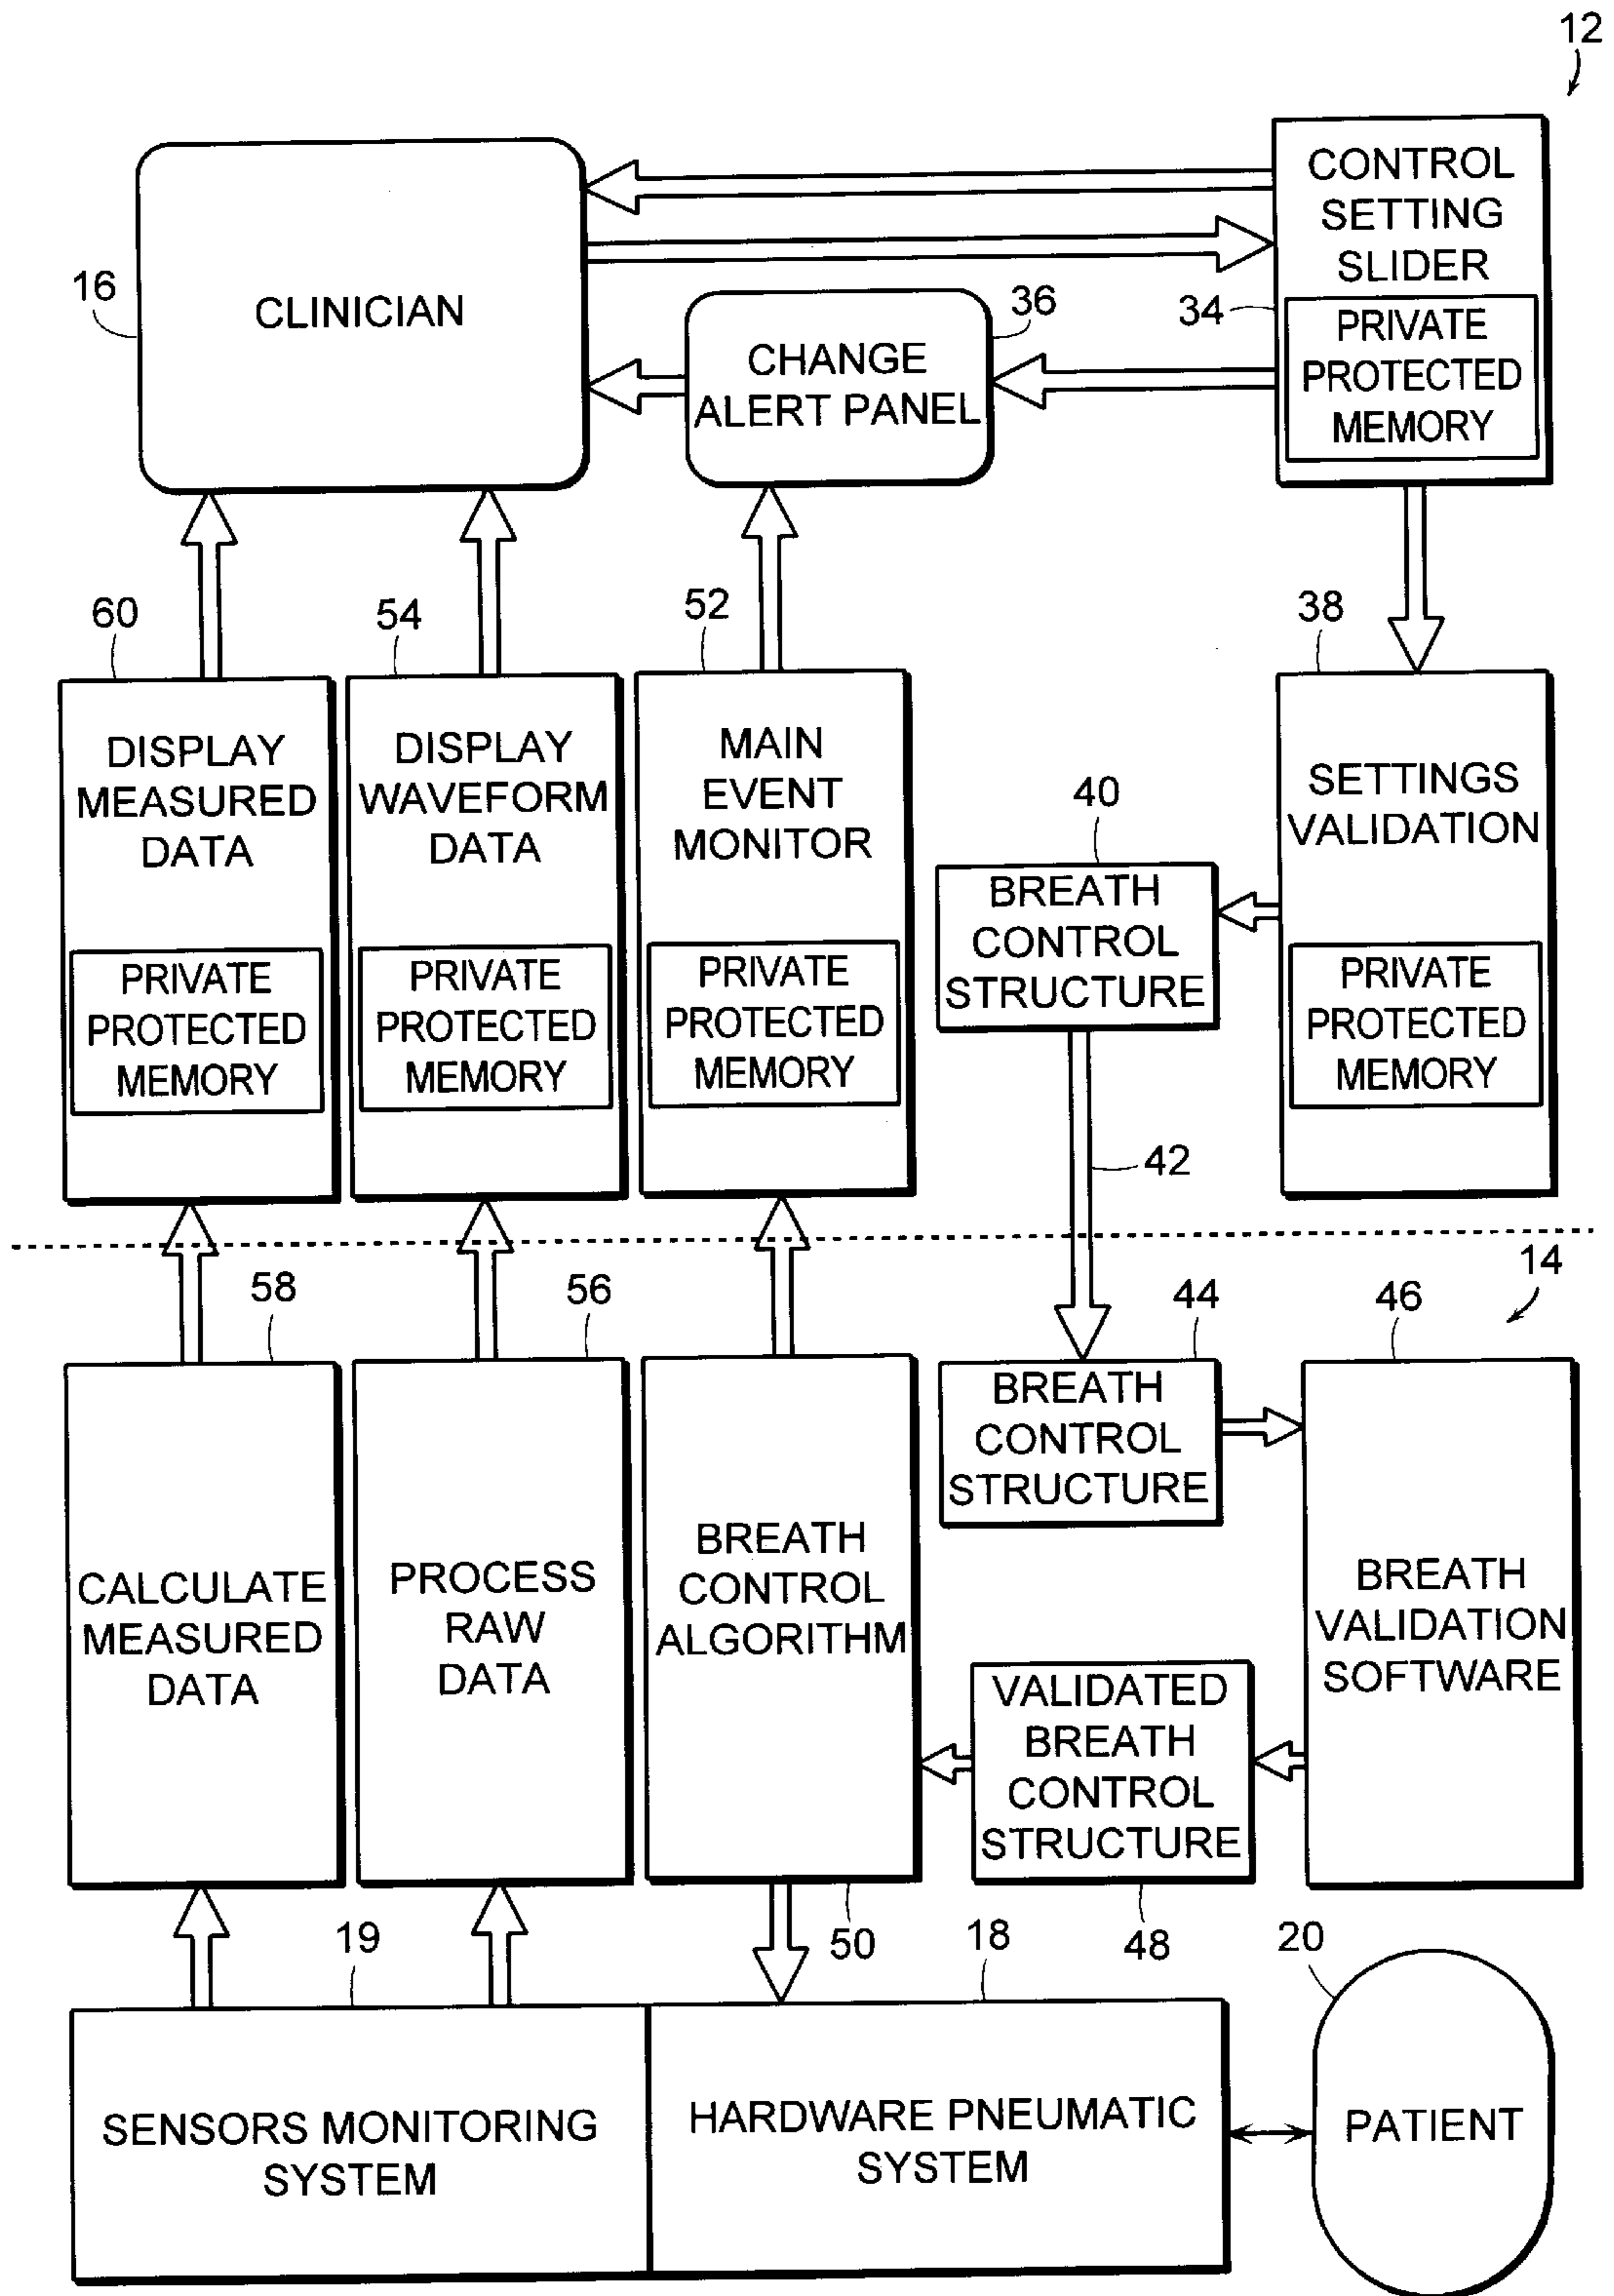 12
CLINICIAN
16
CONTROL
SETTING
SLIDER
34
PRIVATE
PROTECTED
MEMORY
36
CHANGE
ALERT PANEL
60
DISPLAY
MEASURED
DATA
PRIVATE
PROTECTED
MEMORY
54
DISPLAY
WAVEFORM
DATA
PRIVATE
PROTECTED
MEMORY
52
MAIN
EVENT
MONITOR
PRIVATE
PROTECTED
MEMORY
40
BREATH
CONTROL
STRUCTURE
42
38
SETTINGS
VALIDATION
PRIVATE
PROTECTED
MEMORY
14
58
CALCULATE
MEASURED
DATA
56
PROCESS
RAW
DATA
BREATH
CONTROL
ALGORITHM
50
44
BREATH
CONTROL
STRUCTURE
46
BREATH
VALIDATION
SOFTWARE
VALIDATED
BREATH
CONTROL
STRUCTURE
48
19
SENSORS MONITORING
SYSTEM
18
HARDWARE PNEUMATIC
SYSTEM
20
PATIENT